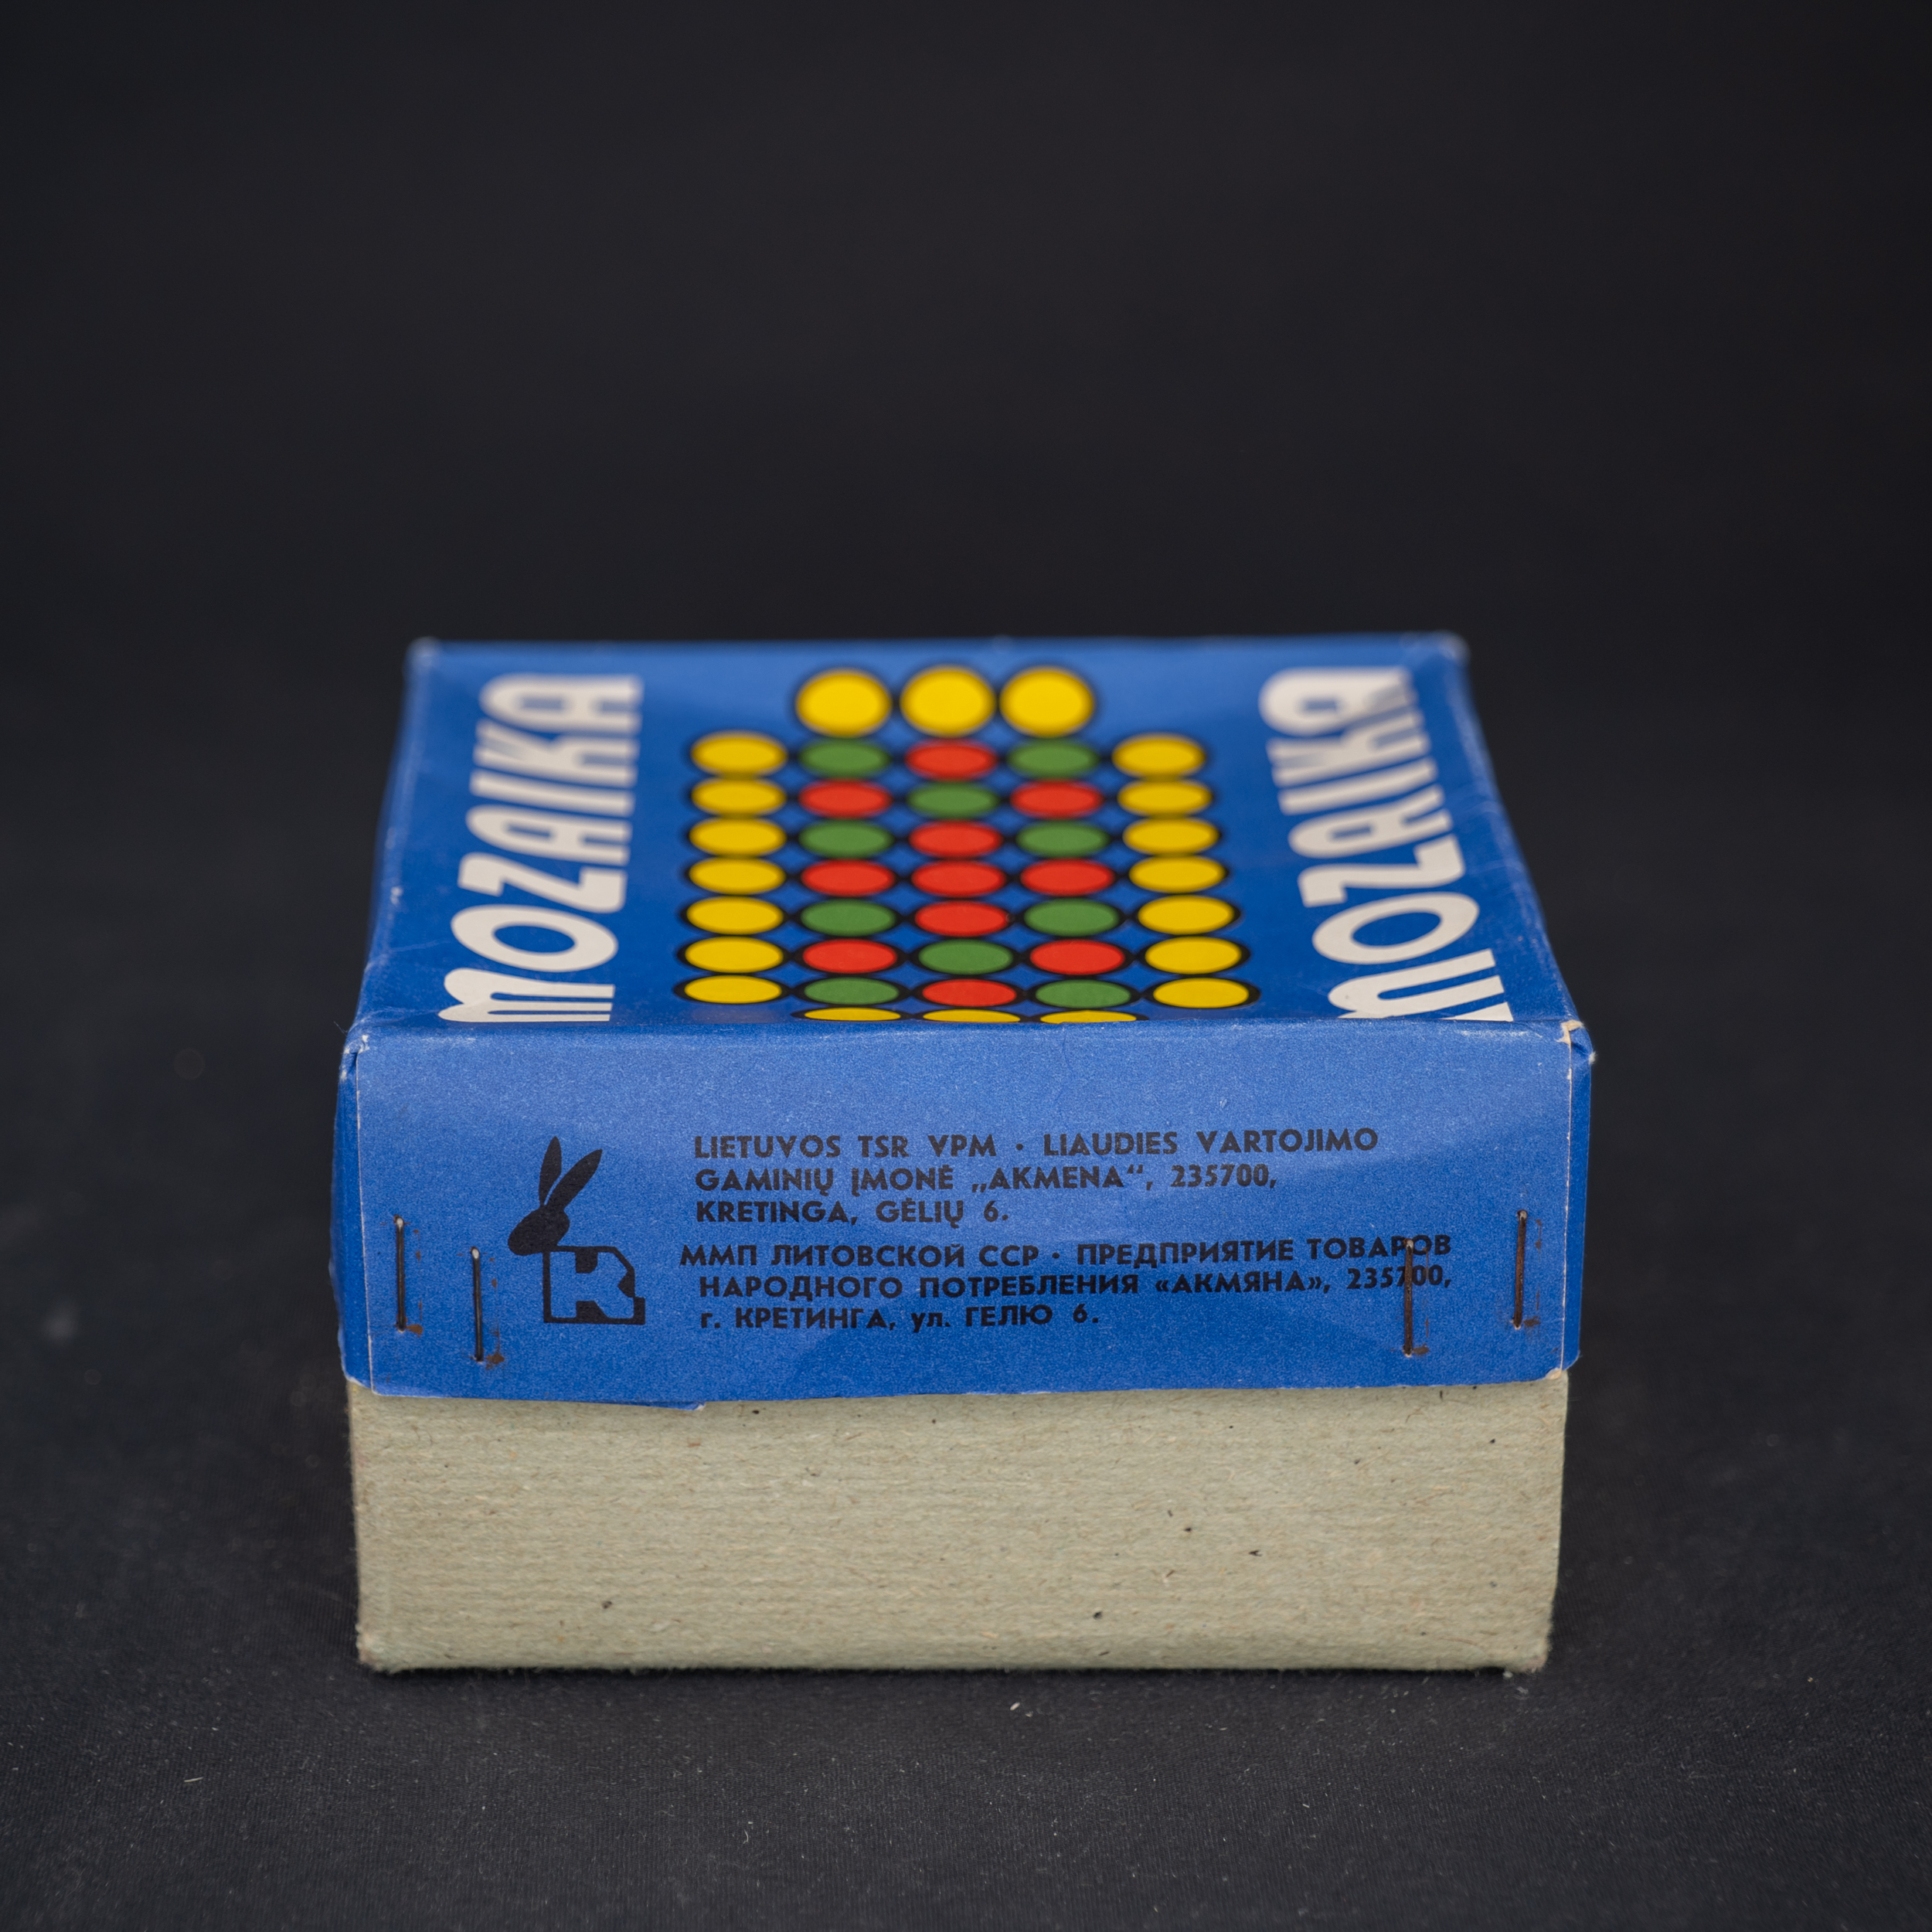 mozaika
mozaika
LIETUVOS TSR VPM · LIAUDIES VARTOJIMO
GAMINIŲ ĮMONĖ „AKMENA“, 235700,
KRETINGA, GĖLIŲ 6.
ММП ЛИТОВСКОЙ ССР · ПРЕДПРИЯТИЕ ТОВАРОВ
НАРОДНОГО ПОТРЕБЛЕНИЯ «АКМЯНА», 235700,
г. КРЕТИНГА, ул. ГЕЛЮ 6.
K